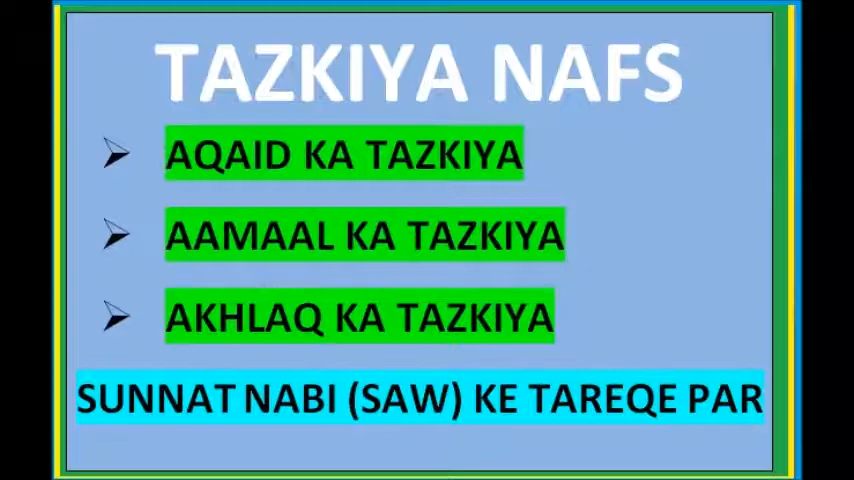 TAZKIYA NAFS
AQAID KA TAZKIYA
AAMAAL KA TAZKIYA
AKHLAQ KA TAZKIYA
SUNNAT NABI (SAW) KE TAREQE PAR